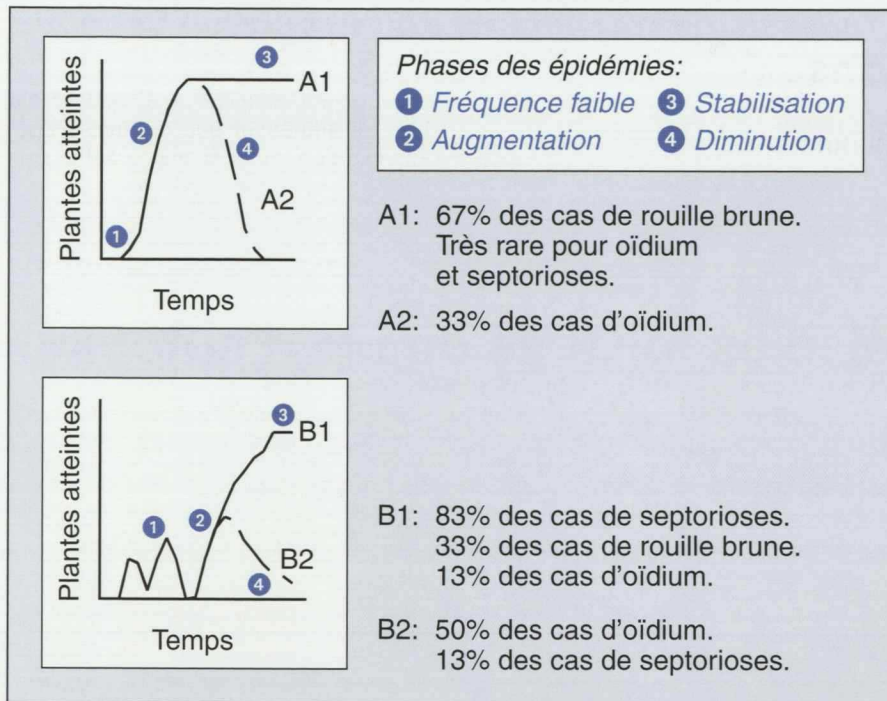 Plantes atteintes
Temps
1
2
3
4
A1
A2
Phases des épidémies:
1 Fréquence faible 3 Stabilisation
2 Augmentation 4 Diminution
A1: 67% des cas de rouille brune.
Très rare pour oïdium
et septorioses.
A2: 33% des cas d'oïdium.
Plantes atteintes
Temps
1
2
3
4
B1
B2
B1: 83% des cas de septorioses.
33% des cas de rouille brune.
13% des cas d'oïdium.
B2: 50% des cas d'oïdium.
13% des cas de septorioses.